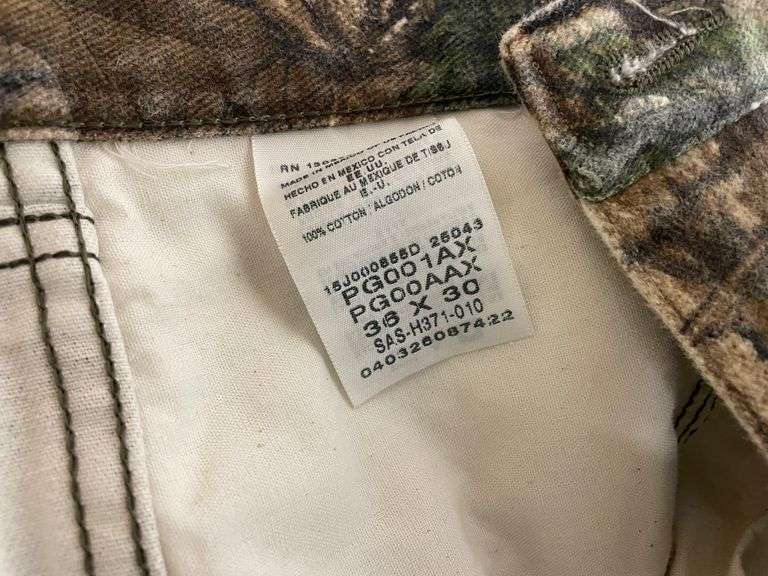 RN
MADE IN MEXICO OF
HECHO EN MEXICO CON TELA DE
EE.UU.
FABRIQUE AU MEXIQUE DE TISSU
E.-U.
100% COTTON / ALGODON / COTON
15J000855D 25043
PG001AX
PG00AAX
36 X 30
SAS-H371-010
040326087422